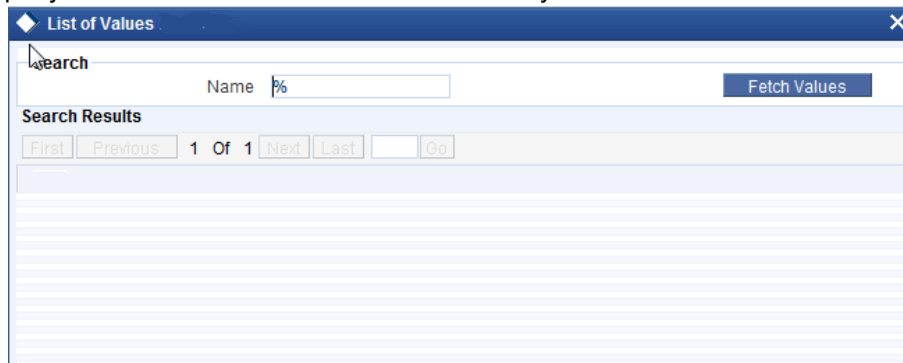 List of Values
Search
Name %
Fetch Values
Search Results
First Previous 1 Of 1 Next Last Go